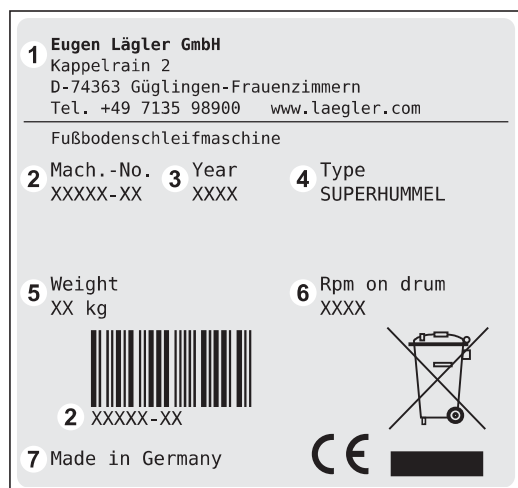 1 Eugen Lägler GmbH
Kappelrain 2
D-74363 Güglingen-Frauenzimmern
Tel. +49 7135 98900 www.laegler.com
Fußbodenschleifmaschine
2 Mach.-No. 3 Year 4 Type
XXXXX-XX XXXX SUPERHUMMEL
5 Weight 6 Rpm on drum
XX kg XXXX
2 XXXXX-XX
7 Made in Germany CE